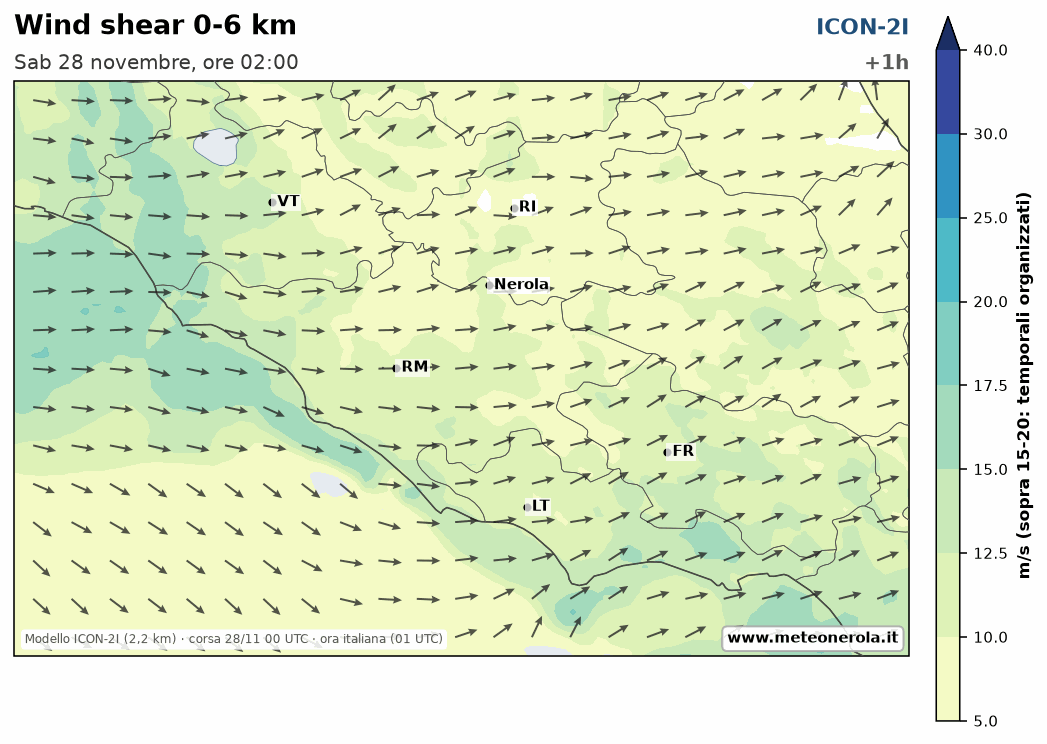 Wind shear 0-6 km
ICON-2I
Sab 28 novembre, ore 02:00
+1h
VT
RI
Nerola
RM
FR
LT
Modello ICON-2I (2,2 km) · corsa 28/11 00 UTC · ora italiana (01 UTC)
www.meteonerola.it
40.0
30.0
25.0
20.0
17.5
15.0
12.5
10.0
5.0
m/s (sopra 15-20: temporali organizzati)